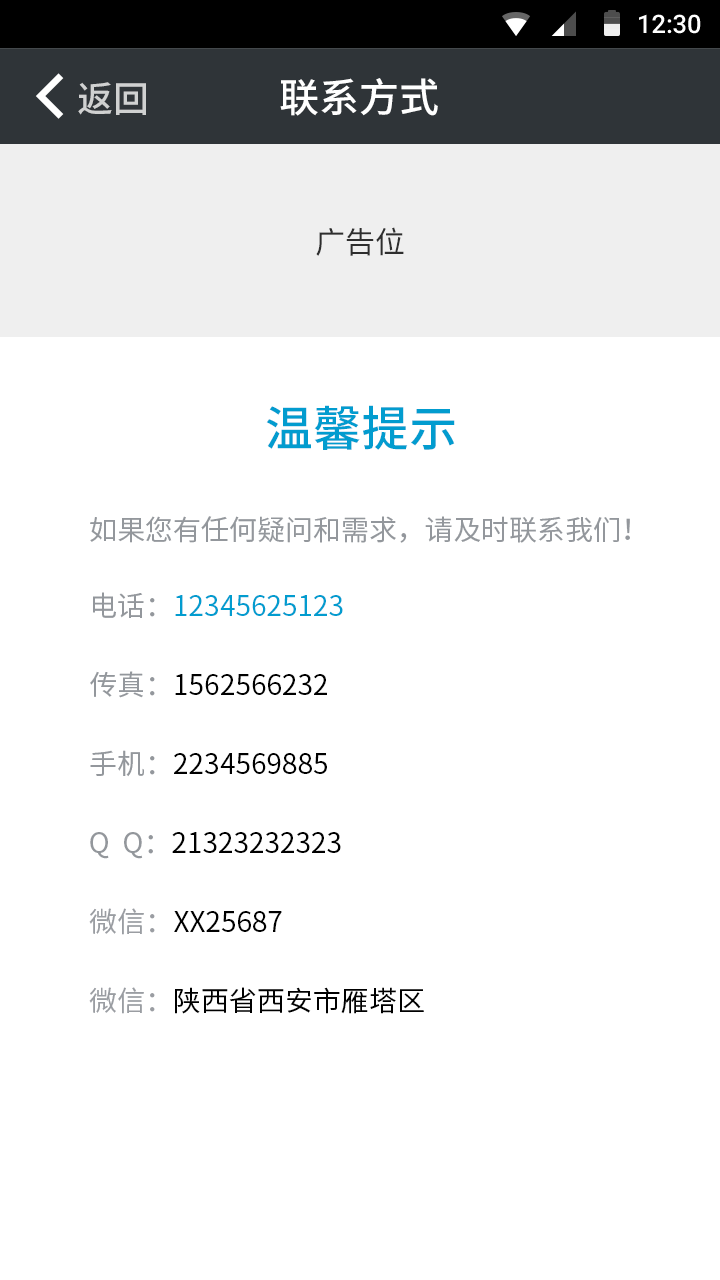 12:30
返回 联系方式
广告位
温馨提示
如果您有任何疑问和需求，请及时联系我们！
电话：12345625123
传真：1562566232
手机：2234569885
Q Q：21323232323
微信：XX25687
微信：陕西省西安市雁塔区